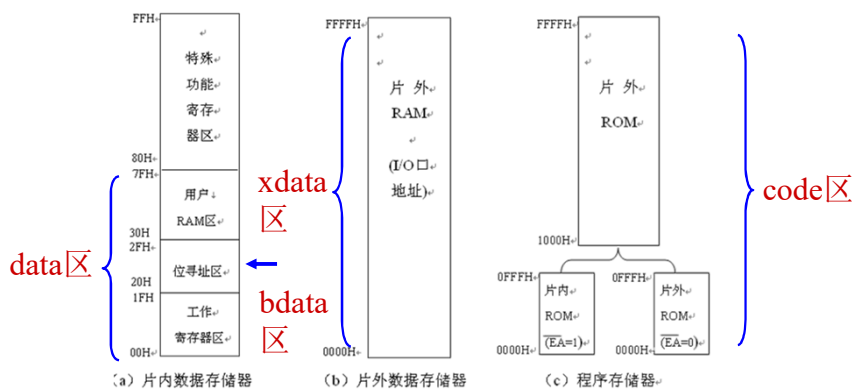 FFH
特殊
功能
寄存
器区
80H
7FH
用户
RAM区
30H
2FH
位寻址区
20H
1FH
工作
寄存器区
00H
data区
bdata
区
(a) 片内数据存储器
FFFFH
片 外
RAM
(I/O口
地址)
xdata
区
0000H
(b) 片外数据存储器
FFFFH
片 外
ROM
1000H
code区
0FFFH
片内
ROM
(E̅A̅=1)
0000H
0FFFH
片外
ROM
(E̅A̅=0)
0000H
(c) 程序存储器